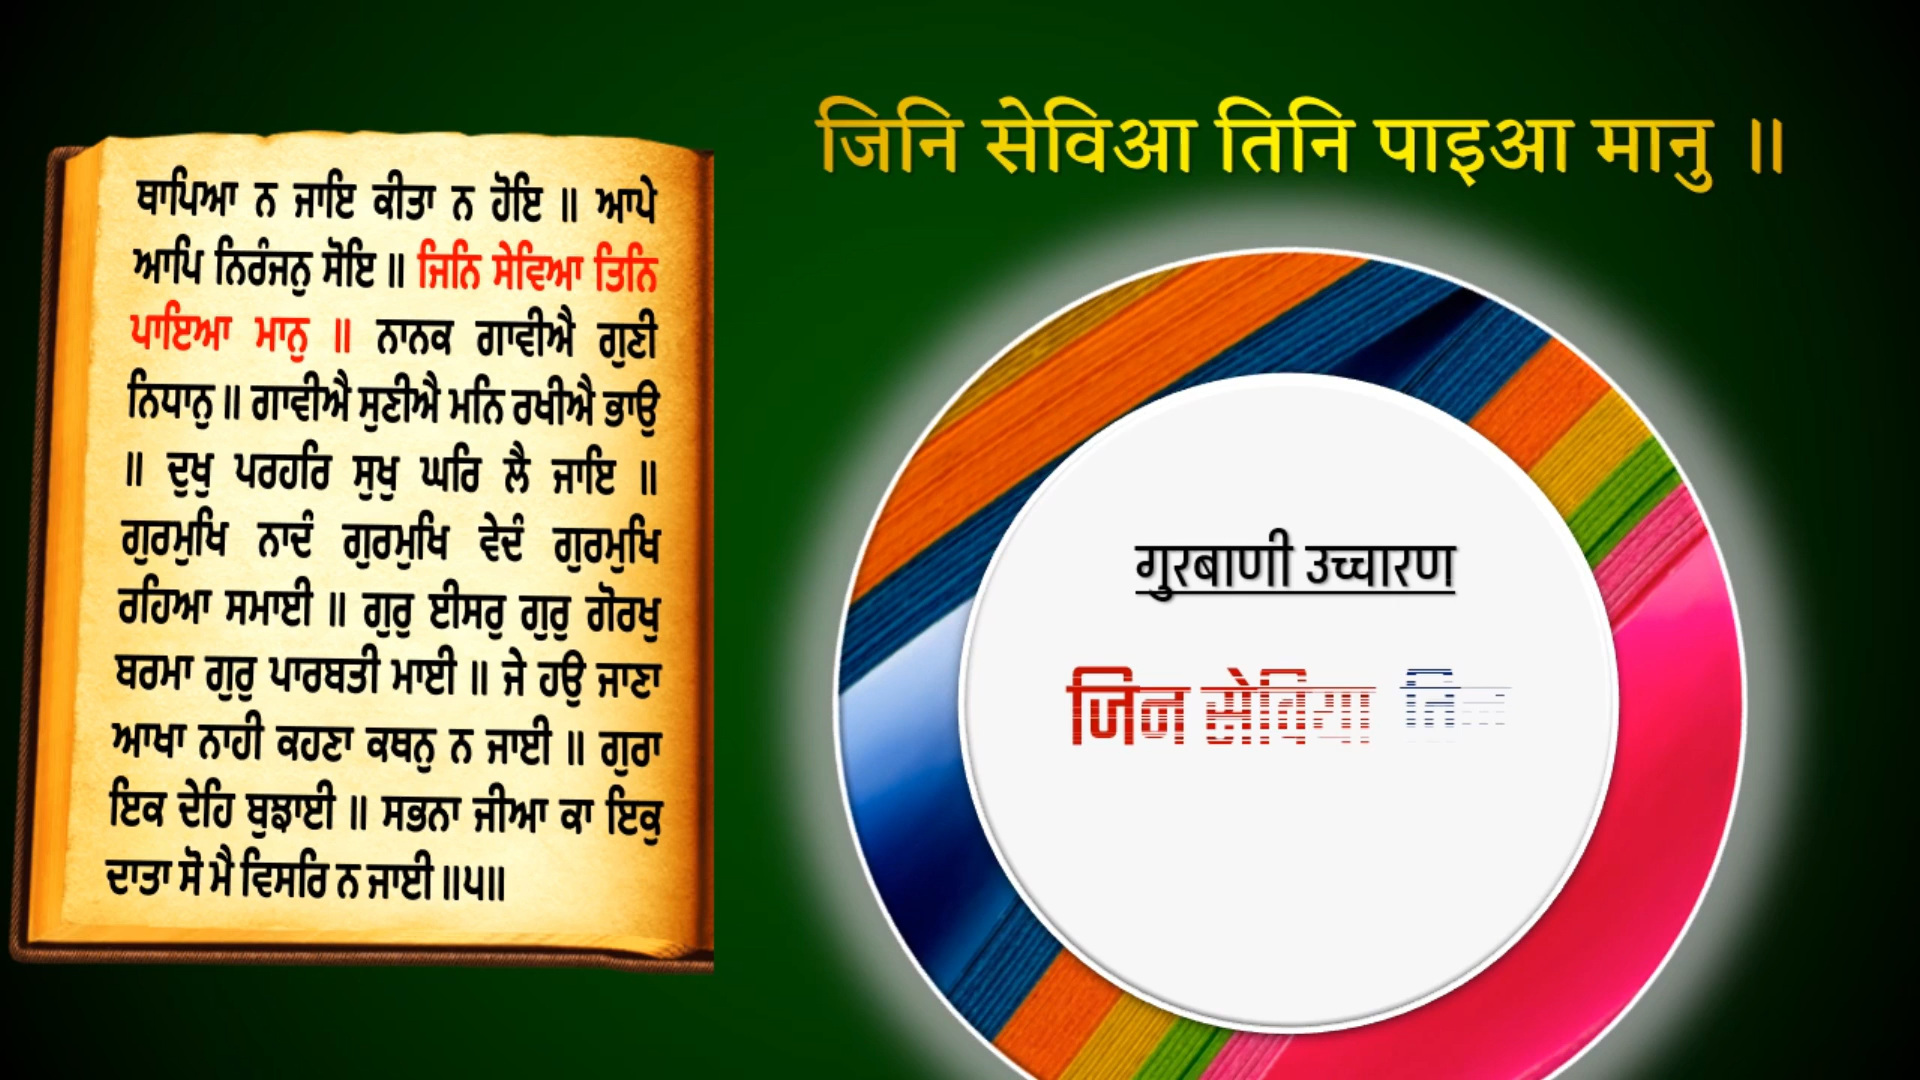 ਥਾਪਿਆ ਨ ਜਾਇ ਕੀਤਾ ਨ ਹੋਇ ॥ ਆਪੇ
ਆਪਿ ਨਿਰੰਜਨੁ ਸੋਇ ॥ ਜਿਨਿ ਸੇਵਿਆ ਤਿਨਿ
ਪਾਇਆ ਮਾਨੁ ॥ ਨਾਨਕ ਗਾਵੀਐ ਗੁਣੀ
ਨਿਧਾਨੁ ॥ ਗਾਵੀਐ ਸੁਣੀਐ ਮਨਿ ਰਖੀਐ ਭਾਉ
॥ ਦੁਖੁ ਪਰਹਰਿ ਸੁਖੁ ਘਰਿ ਲੈ ਜਾਇ ॥
ਗੁਰਮੁਖਿ ਨਾਦੰ ਗੁਰਮੁਖਿ ਵੇਦੰ ਗੁਰਮੁਖਿ
ਰਹਿਆ ਸਮਾਈ ॥ ਗੁਰੁ ਈਸਰੁ ਗੁਰੁ ਗੋਰਖੁ
ਬਰਮਾ ਗੁਰੁ ਪਾਰਬਤੀ ਮਾਈ ॥ ਜੇ ਹਉ ਜਾਣਾ
ਆਖਾ ਨਾਹੀ ਕਹਣਾ ਕਥਨੁ ਨ ਜਾਈ ॥ ਗੁਰਾ
ਇਕ ਦੇਹਿ ਬੁਝਾਈ ॥ ਸਭਨਾ ਜੀਆ ਕਾ ਇਕੁ
ਦਾਤਾ ਸੋ ਮੈ ਵਿਸਰਿ ਨ ਜਾਈ ॥੫॥
जिनि सेविआ तिनि पाइआ मानु ॥
गुरबाणी उच्चारण
जिन सेविया